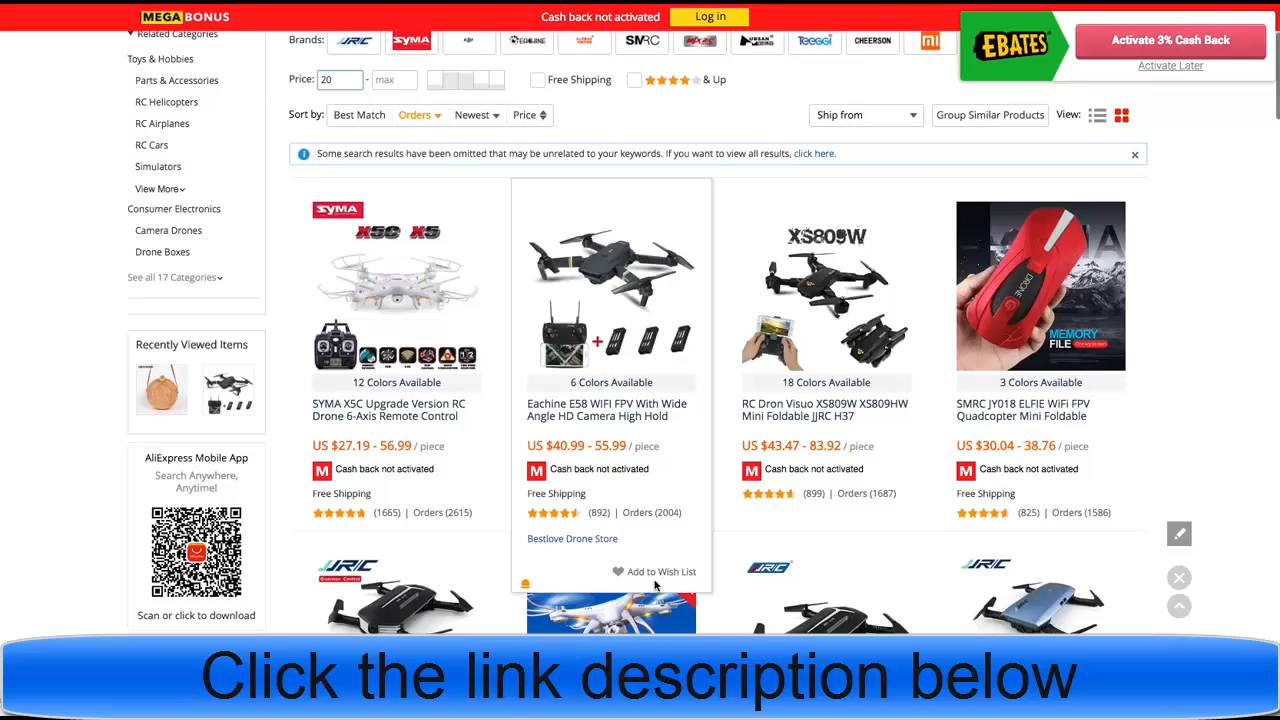 MEGA BONUS
Cash back not activated
Log in
EBATES
Activate 3% Cash Back
Activate Later
Related Categories
Toys & Hobbies
Parts & Accessories
RC Helicopters
RC Airplanes
RC Cars
Simulators
View More
Consumer Electronics
Camera Drones
Drone Boxes
See all 17 Categories
Recently Viewed Items
AliExpress Mobile App
Search Anywhere,
Anytime!
Scan or click to download
Brands:
JJRC
SYMA
SMRC
CHEERSON
Price: 20 - max
Free Shipping
& Up
Sort by: Best Match Orders Newest Price
Ship from
Group Similar Products
View:
Some search results have been omitted that may be unrelated to your keywords. If you want to view all results, click here.
SYMA
X5C X5
12 Colors Available
SYMA X5C Upgrade Version RC
Drone 6-Axis Remote Control
US $27.19 - 56.99 / piece
M Cash back not activated
Free Shipping
(1665) | Orders (2615)
6 Colors Available
Eachine E58 WIFI FPV With Wide
Angle HD Camera High Hold
US $40.99 - 55.99 / piece
M Cash back not activated
Free Shipping
(892) | Orders (2004)
Bestlove Drone Store
Add to Wish List
XS809W
18 Colors Available
RC Dron Visuo XS809W XS809HW
Mini Foldable JJRC H37
US $43.47 - 83.92 / piece
M Cash back not activated
(899) | Orders (1687)
DRONE
MEMORY
FILE One key to start
3 Colors Available
SMRC JY018 ELFIE WiFi FPV
Quadcopter Mini Foldable
US $30.04 - 38.76 / piece
M Cash back not activated
Free Shipping
(825) | Orders (1586)
JJRC
JJRC
JJRC
Click the link description below